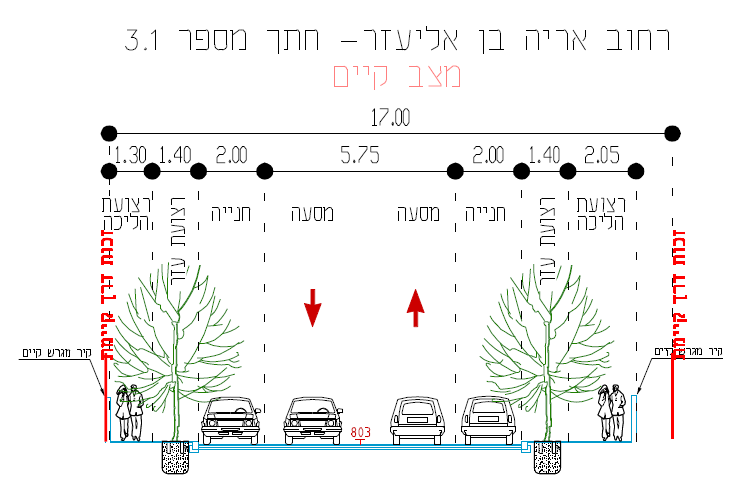 רחוב אריה בן אליעזר- חתך מספר 3.1
מצב קיים
17.00
1.30 1.40 2.00 5.75 2.00 1.40 2.05
רצועת הליכה
רצועת עזר
חנייה
מסעה
מסעה
חנייה
רצועת עזר
רצועת הליכה
זכות דרך קיימת
זכות דרך קיימת
קיר מגרש קיים
קיר מגרש קיים
803